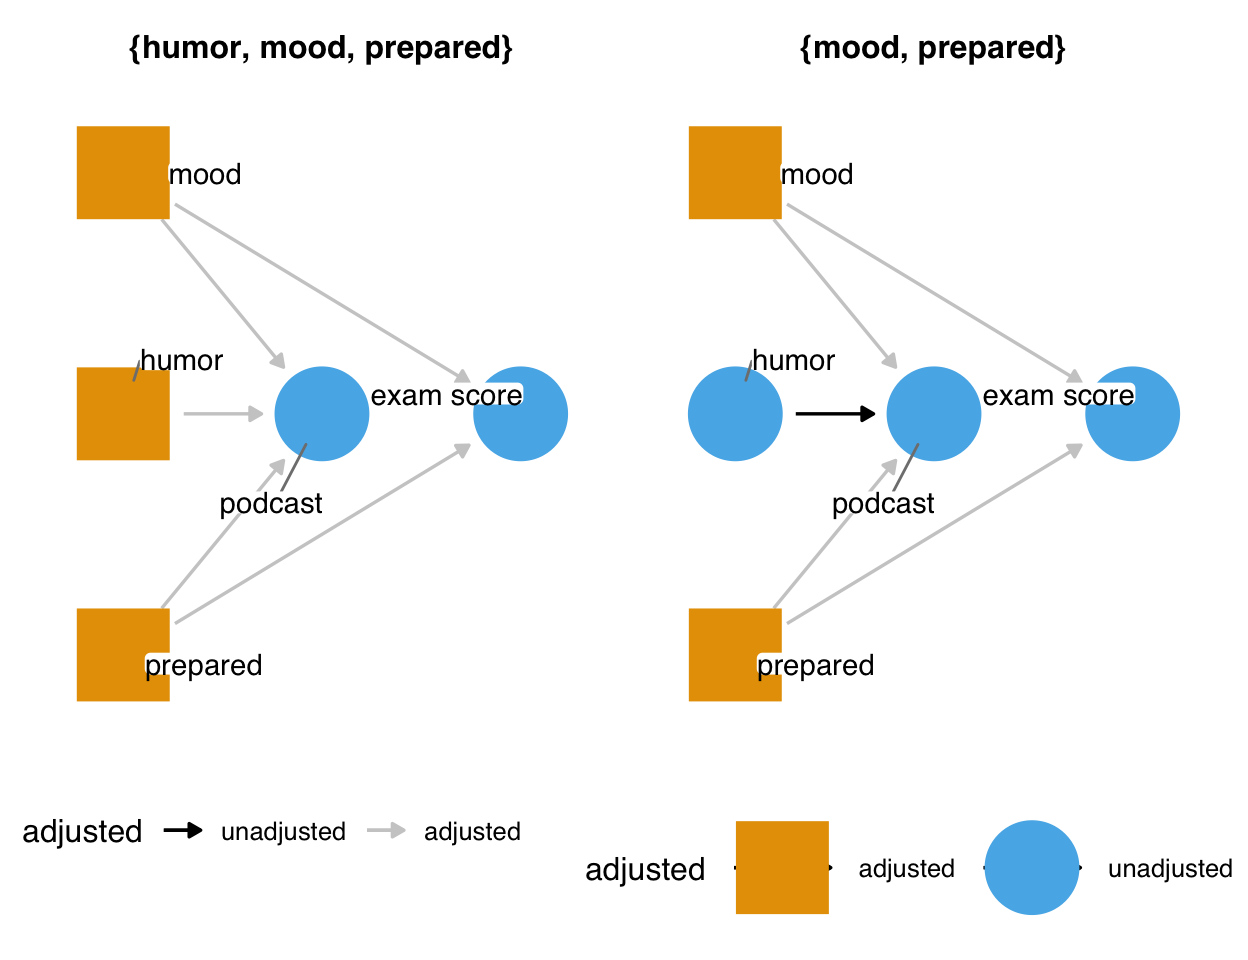 {humor, mood, prepared}
mood
humor
exam score
podcast
prepared
{mood, prepared}
mood
humor
exam score
podcast
prepared
adjusted unadjusted adjusted
adjusted adjusted unadjusted